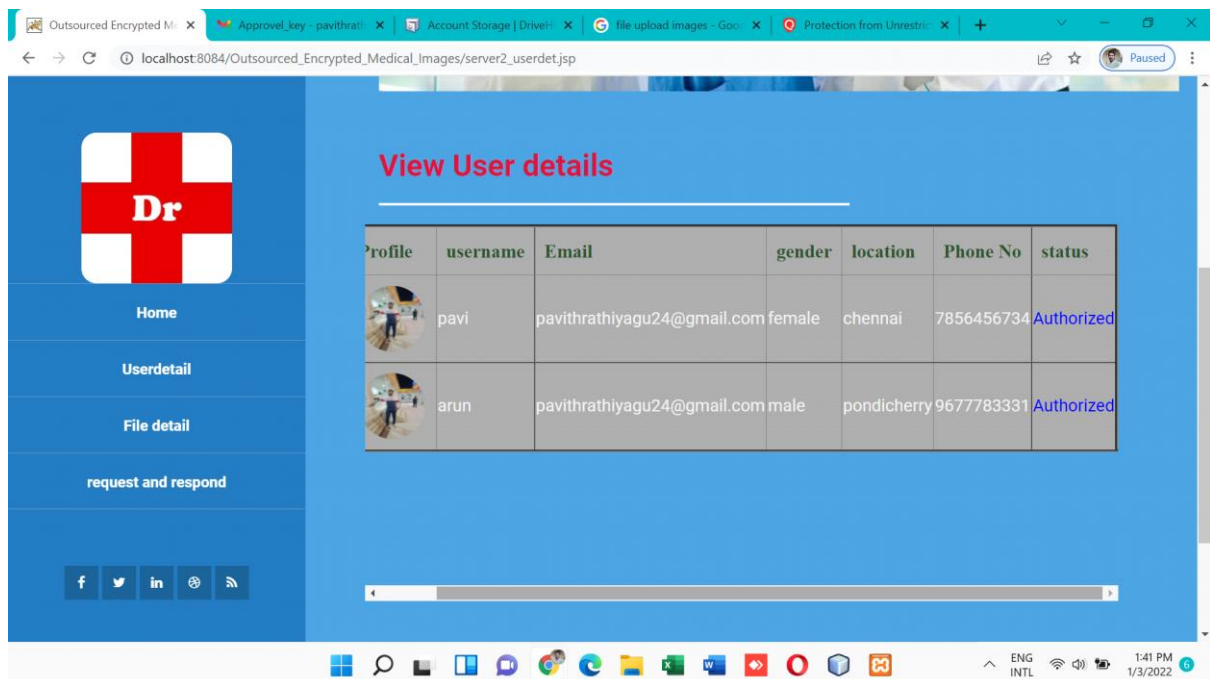 Outsourced Encrypted Me
Approvel_key - pavithrath
Account Storage | DriveH
file upload images - Goo
Protection from Unrestric
localhost:8084/Outsourced_Encrypted_Medical_Images/server2_userdet.jsp
Paused
Dr
Home
Userdetail
File detail
request and respond
View User details
Profile username Email gender location Phone No status
pavi pavithrathiyagu24@gmail.com female chennai 7856456734 Authorized
arun pavithrathiyagu24@gmail.com male pondicherry 9677783331 Authorized
ENG
INTL
1:41 PM
1/3/2022
6